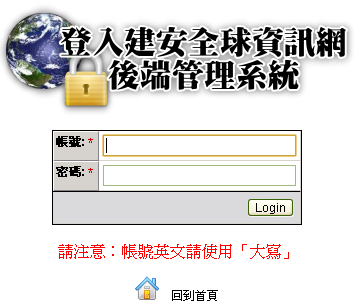 登入建安全球資訊網
後端管理系統
帳號: *
密碼: *
Login
請注意：帳號英文請使用「大寫」
回到首頁